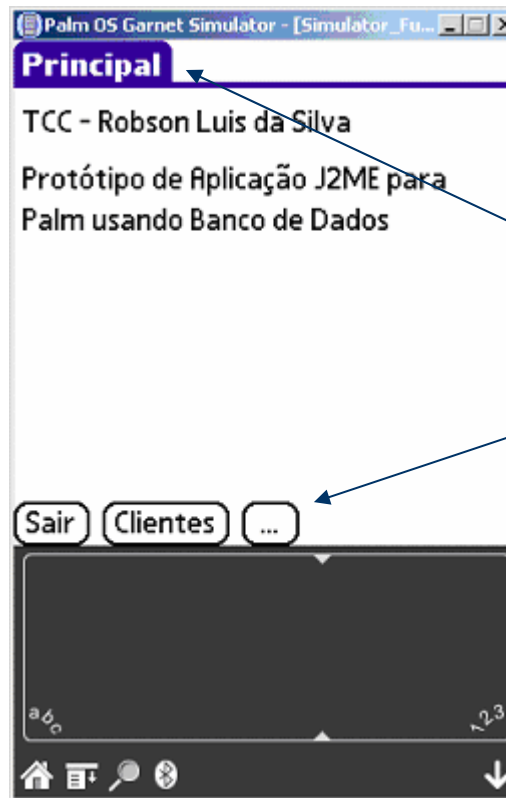 Palm OS Garnet Simulator - [Simulator_Fu...
Principal
TCC - Robson Luis da Silva
Protótipo de Aplicação J2ME para
Palm usando Banco de Dados
Sair Clientes ...
abc 123